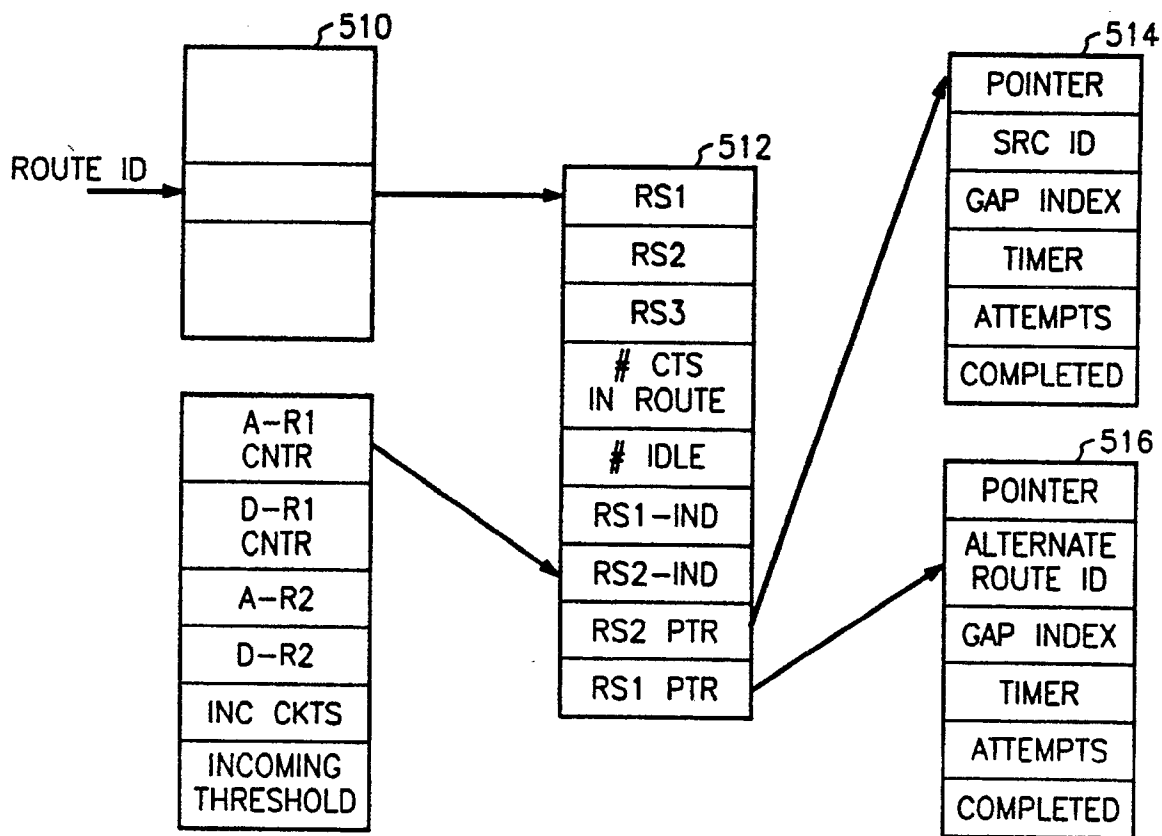 510
ROUTE ID
A-R1
CNTR
D-R1
CNTR
A-R2
D-R2
INC CKTS
INCOMING
THRESHOLD
512
RS1
RS2
RS3
# CTS
IN ROUTE
# IDLE
RS1-IND
RS2-IND
RS2 PTR
RS1 PTR
514
POINTER
SRC ID
GAP INDEX
TIMER
ATTEMPTS
COMPLETED
516
POINTER
ALTERNATE
ROUTE ID
GAP INDEX
TIMER
ATTEMPTS
COMPLETED